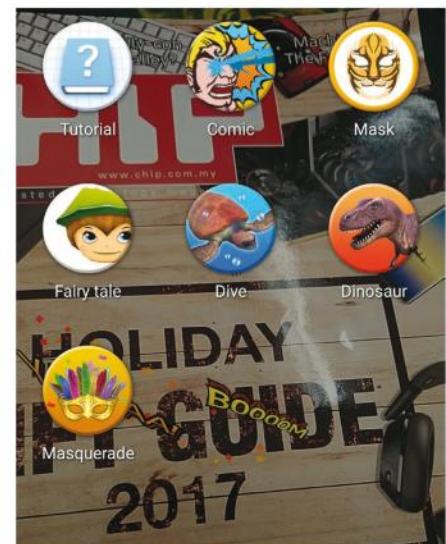 ?
Tutorial Comic Mask
www.chip.com.my
Fairy tale Dive Dinosaur
HOLIDAY
BOOOOM
GUIDE
Masquerade
2017